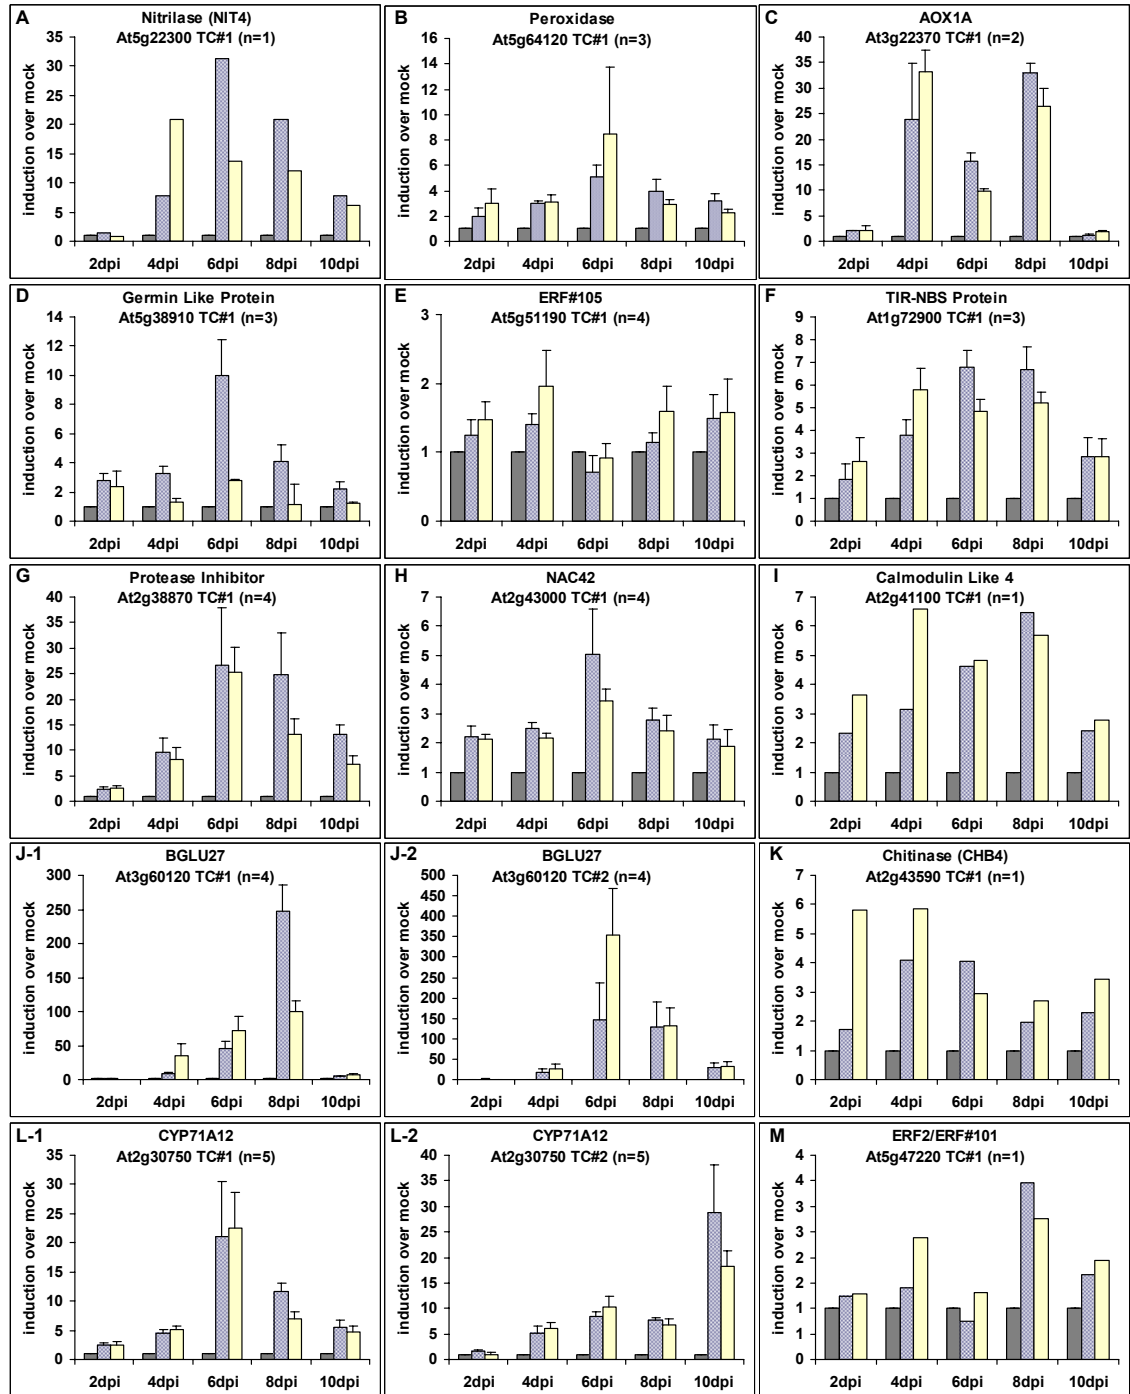 A
Nitrilase (NIT4)
At5g22300 TC#1 (n=1)
induction over mock
35
30
25
20
15
10
5
0
2dpi 4dpi 6dpi 8dpi 10dpi
B
Peroxidase
At5g64120 TC#1 (n=3)
induction over mock
16
14
12
10
8
6
4
2
0
2dpi 4dpi 6dpi 8dpi 10dpi
C
AOX1A
At3g22370 TC#1 (n=2)
induction over mock
40
35
30
25
20
15
10
5
0
2dpi 4dpi 6dpi 8dpi 10dpi
D
Germin Like Protein
At5g38910 TC#1 (n=3)
induction over mock
14
12
10
8
6
4
2
0
2dpi 4dpi 6dpi 8dpi 10dpi
E
ERF#105
At5g51190 TC#1 (n=4)
induction over mock
3
2
1
0
2dpi 4dpi 6dpi 8dpi 10dpi
F
TIR-NBS Protein
At1g72900 TC#1 (n=3)
induction over mock
9
8
7
6
5
4
3
2
1
0
2dpi 4dpi 6dpi 8dpi 10dpi
G
Protease Inhibitor
At2g38870 TC#1 (n=4)
induction over mock
40
35
30
25
20
15
10
5
0
2dpi 4dpi 6dpi 8dpi 10dpi
H
NAC42
At2g43000 TC#1 (n=4)
induction over mock
7
6
5
4
3
2
1
0
2dpi 4dpi 6dpi 8dpi 10dpi
I
Calmodulin Like 4
At2g41100 TC#1 (n=1)
induction over mock
7
6
5
4
3
2
1
0
2dpi 4dpi 6dpi 8dpi 10dpi
J-1
BGLU27
At3g60120 TC#1 (n=4)
induction over mock
300
250
200
150
100
50
0
2dpi 4dpi 6dpi 8dpi 10dpi
J-2
BGLU27
At3g60120 TC#2 (n=4)
induction over mock
500
450
400
350
300
250
200
150
100
50
0
2dpi 4dpi 6dpi 8dpi 10dpi
K
Chitinase (CHB4)
At2g43590 TC#1 (n=1)
induction over mock
7
6
5
4
3
2
1
0
2dpi 4dpi 6dpi 8dpi 10dpi
L-1
CYP71A12
At2g30750 TC#1 (n=5)
induction over mock
35
30
25
20
15
10
5
0
2dpi 4dpi 6dpi 8dpi 10dpi
L-2
CYP71A12
At2g30750 TC#2 (n=5)
induction over mock
40
35
30
25
20
15
10
5
0
2dpi 4dpi 6dpi 8dpi 10dpi
M
ERF2/ERF#101
At5g47220 TC#1 (n=1)
induction over mock
4
3
3
2
2
1
1
0
2dpi 4dpi 6dpi 8dpi 10dpi